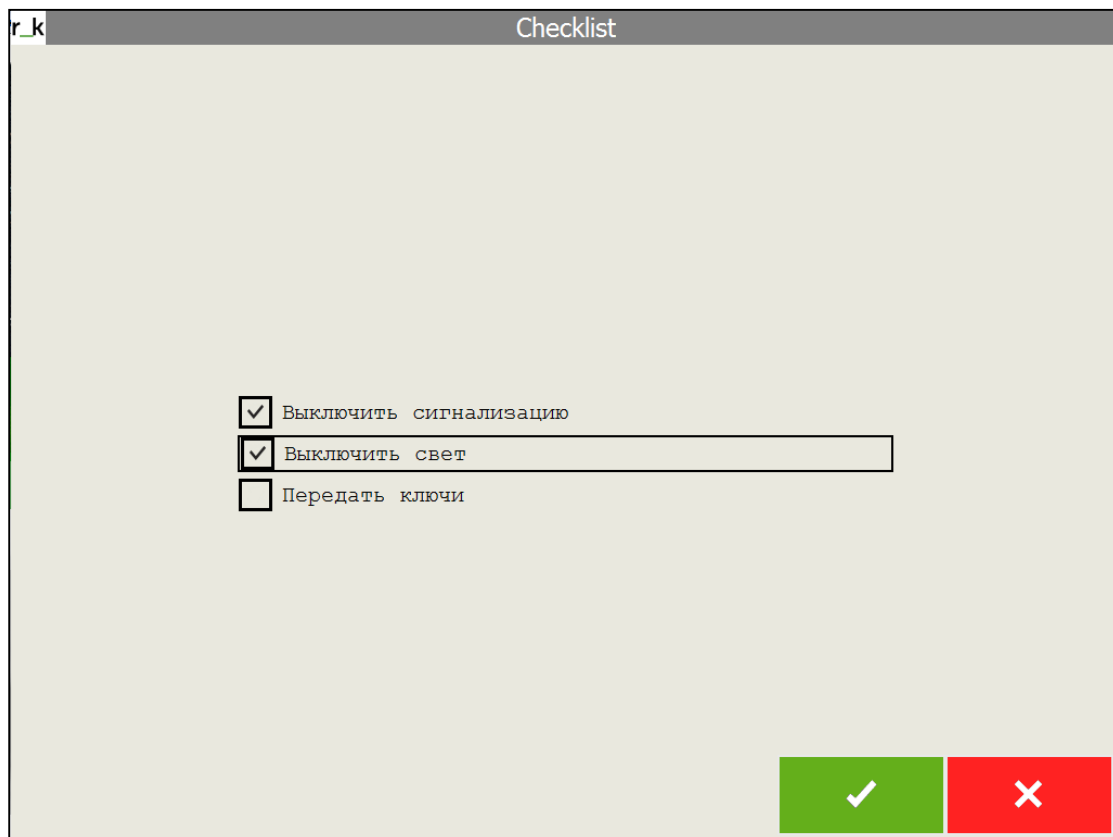 r_k
Checklist
Выключить сигнализацию
Выключить свет
Передать ключи